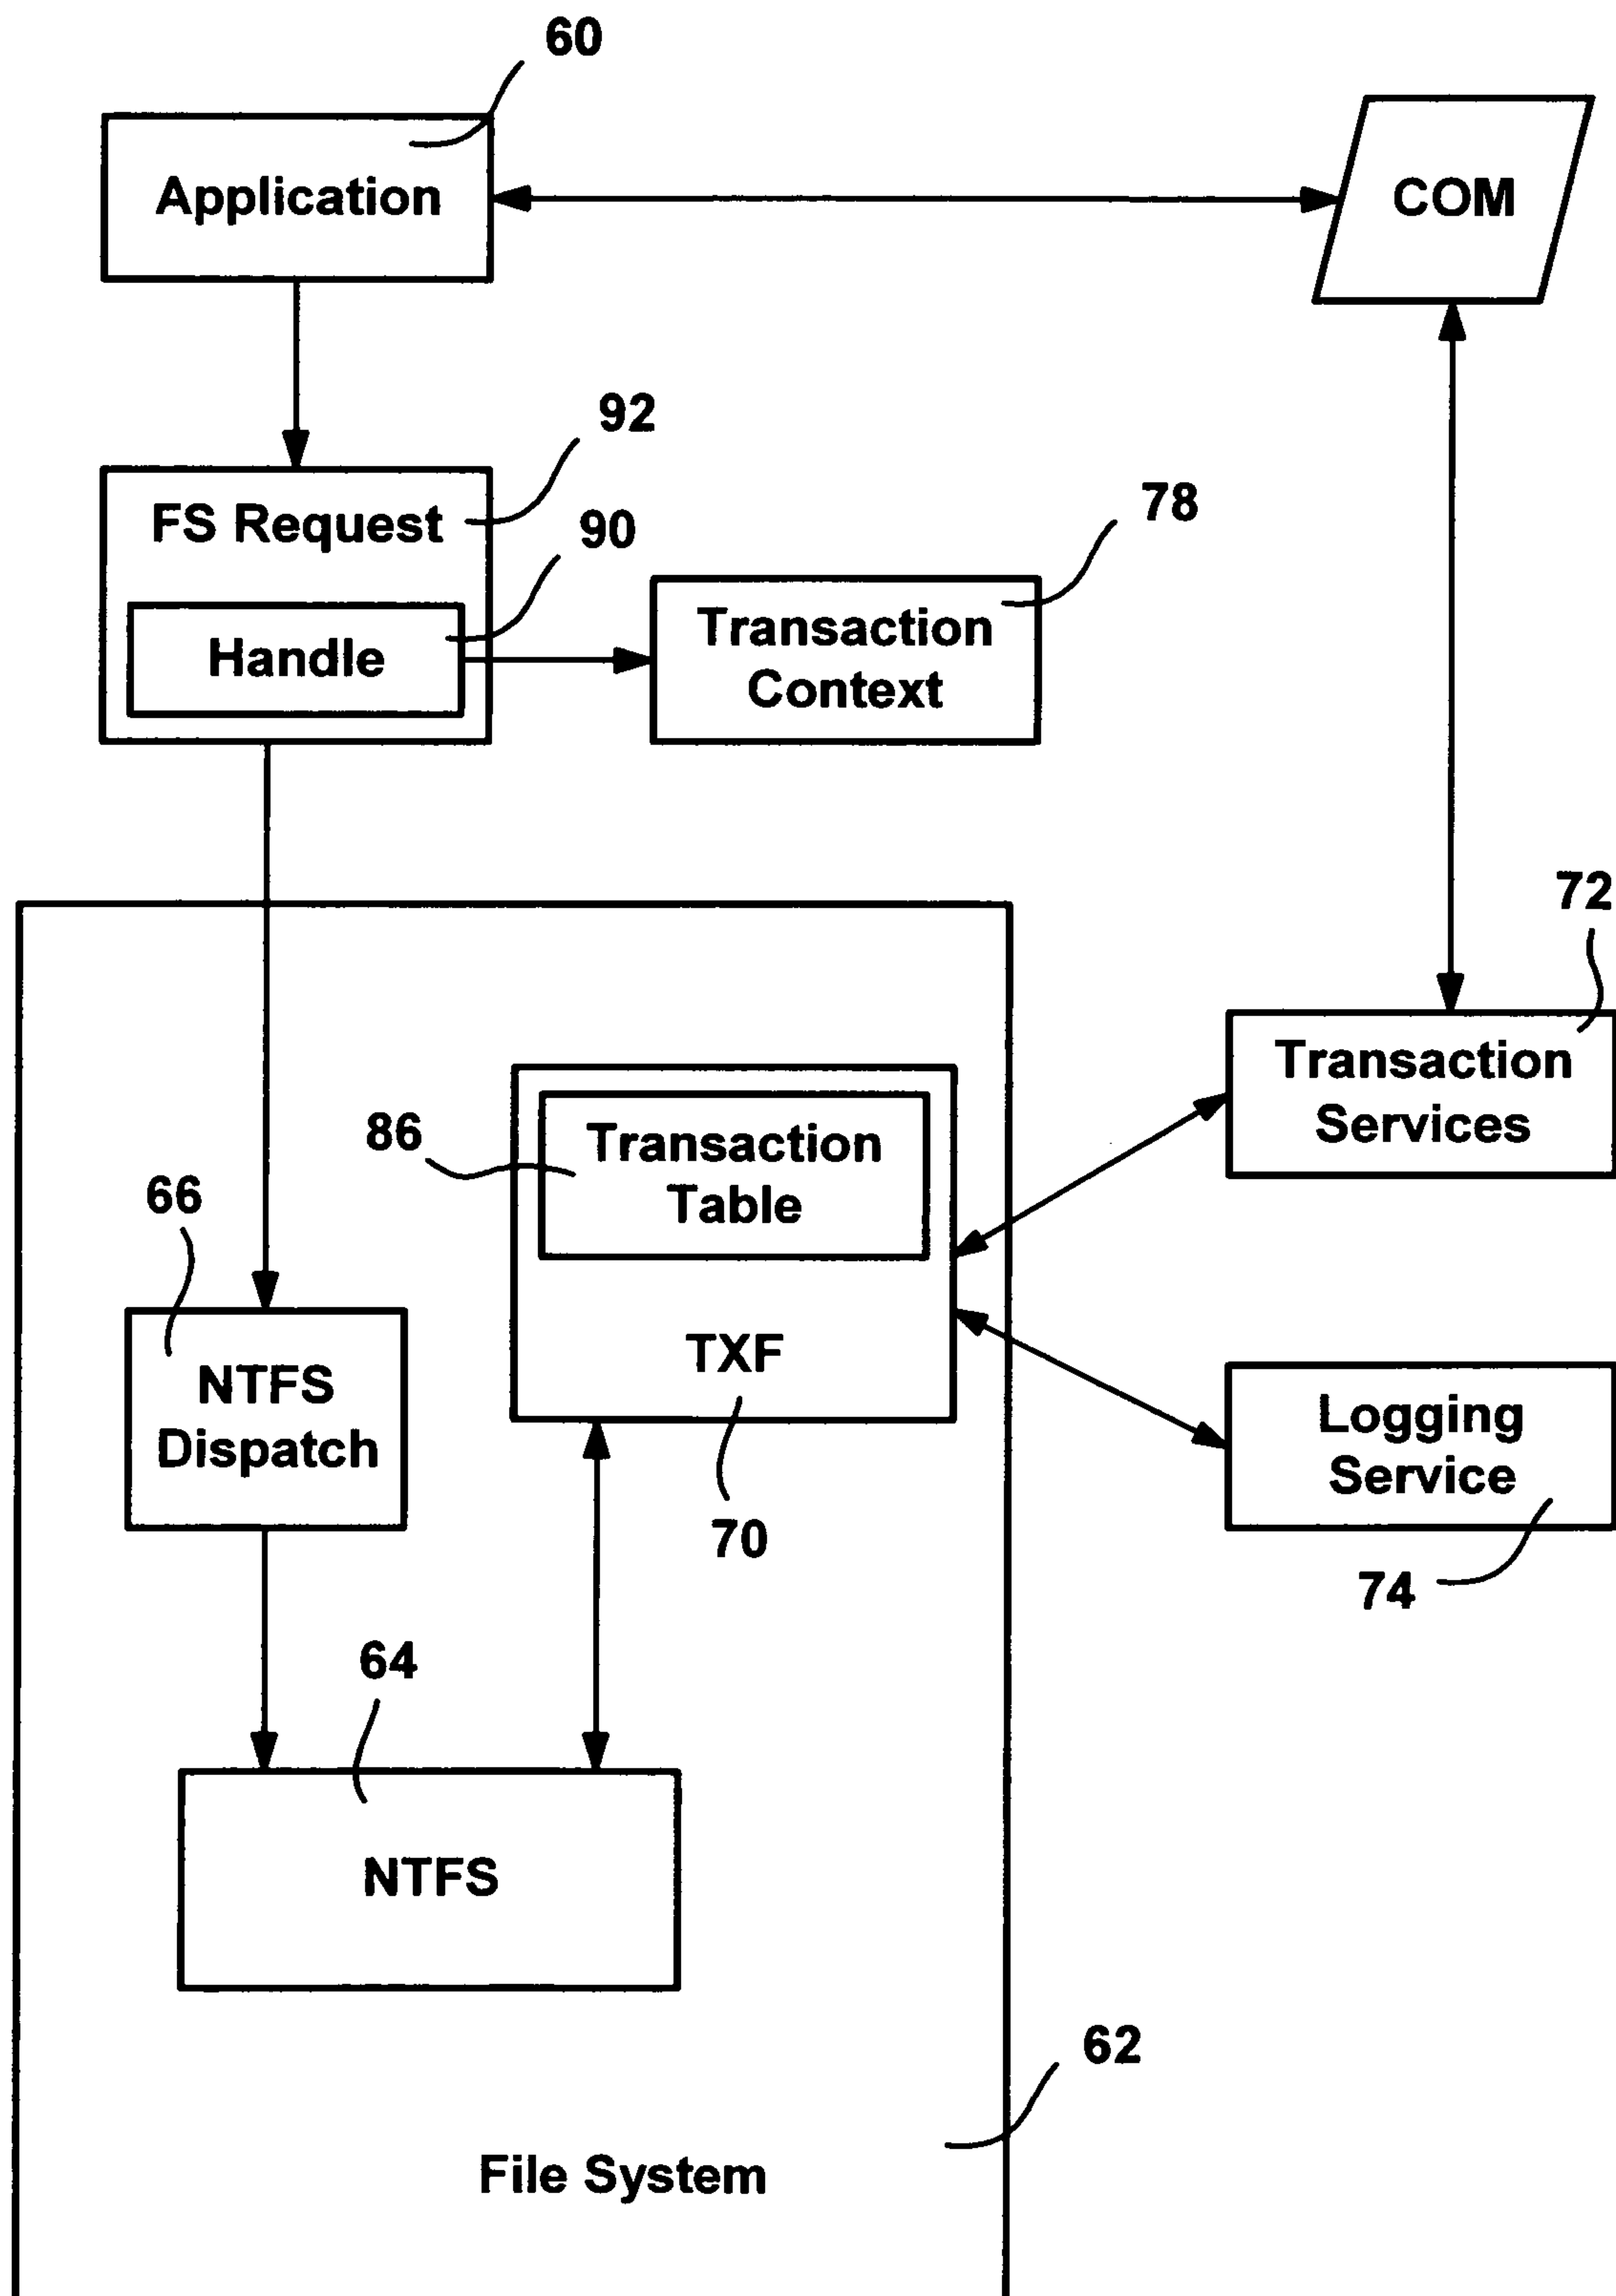 60
Application
COM
92
FS Request
90
78
Handle
Transaction
Context
72
Transaction
Services
86
Transaction
Table
66
TXF
NTFS
Dispatch
70
Logging
Service
74
64
NTFS
62
File System